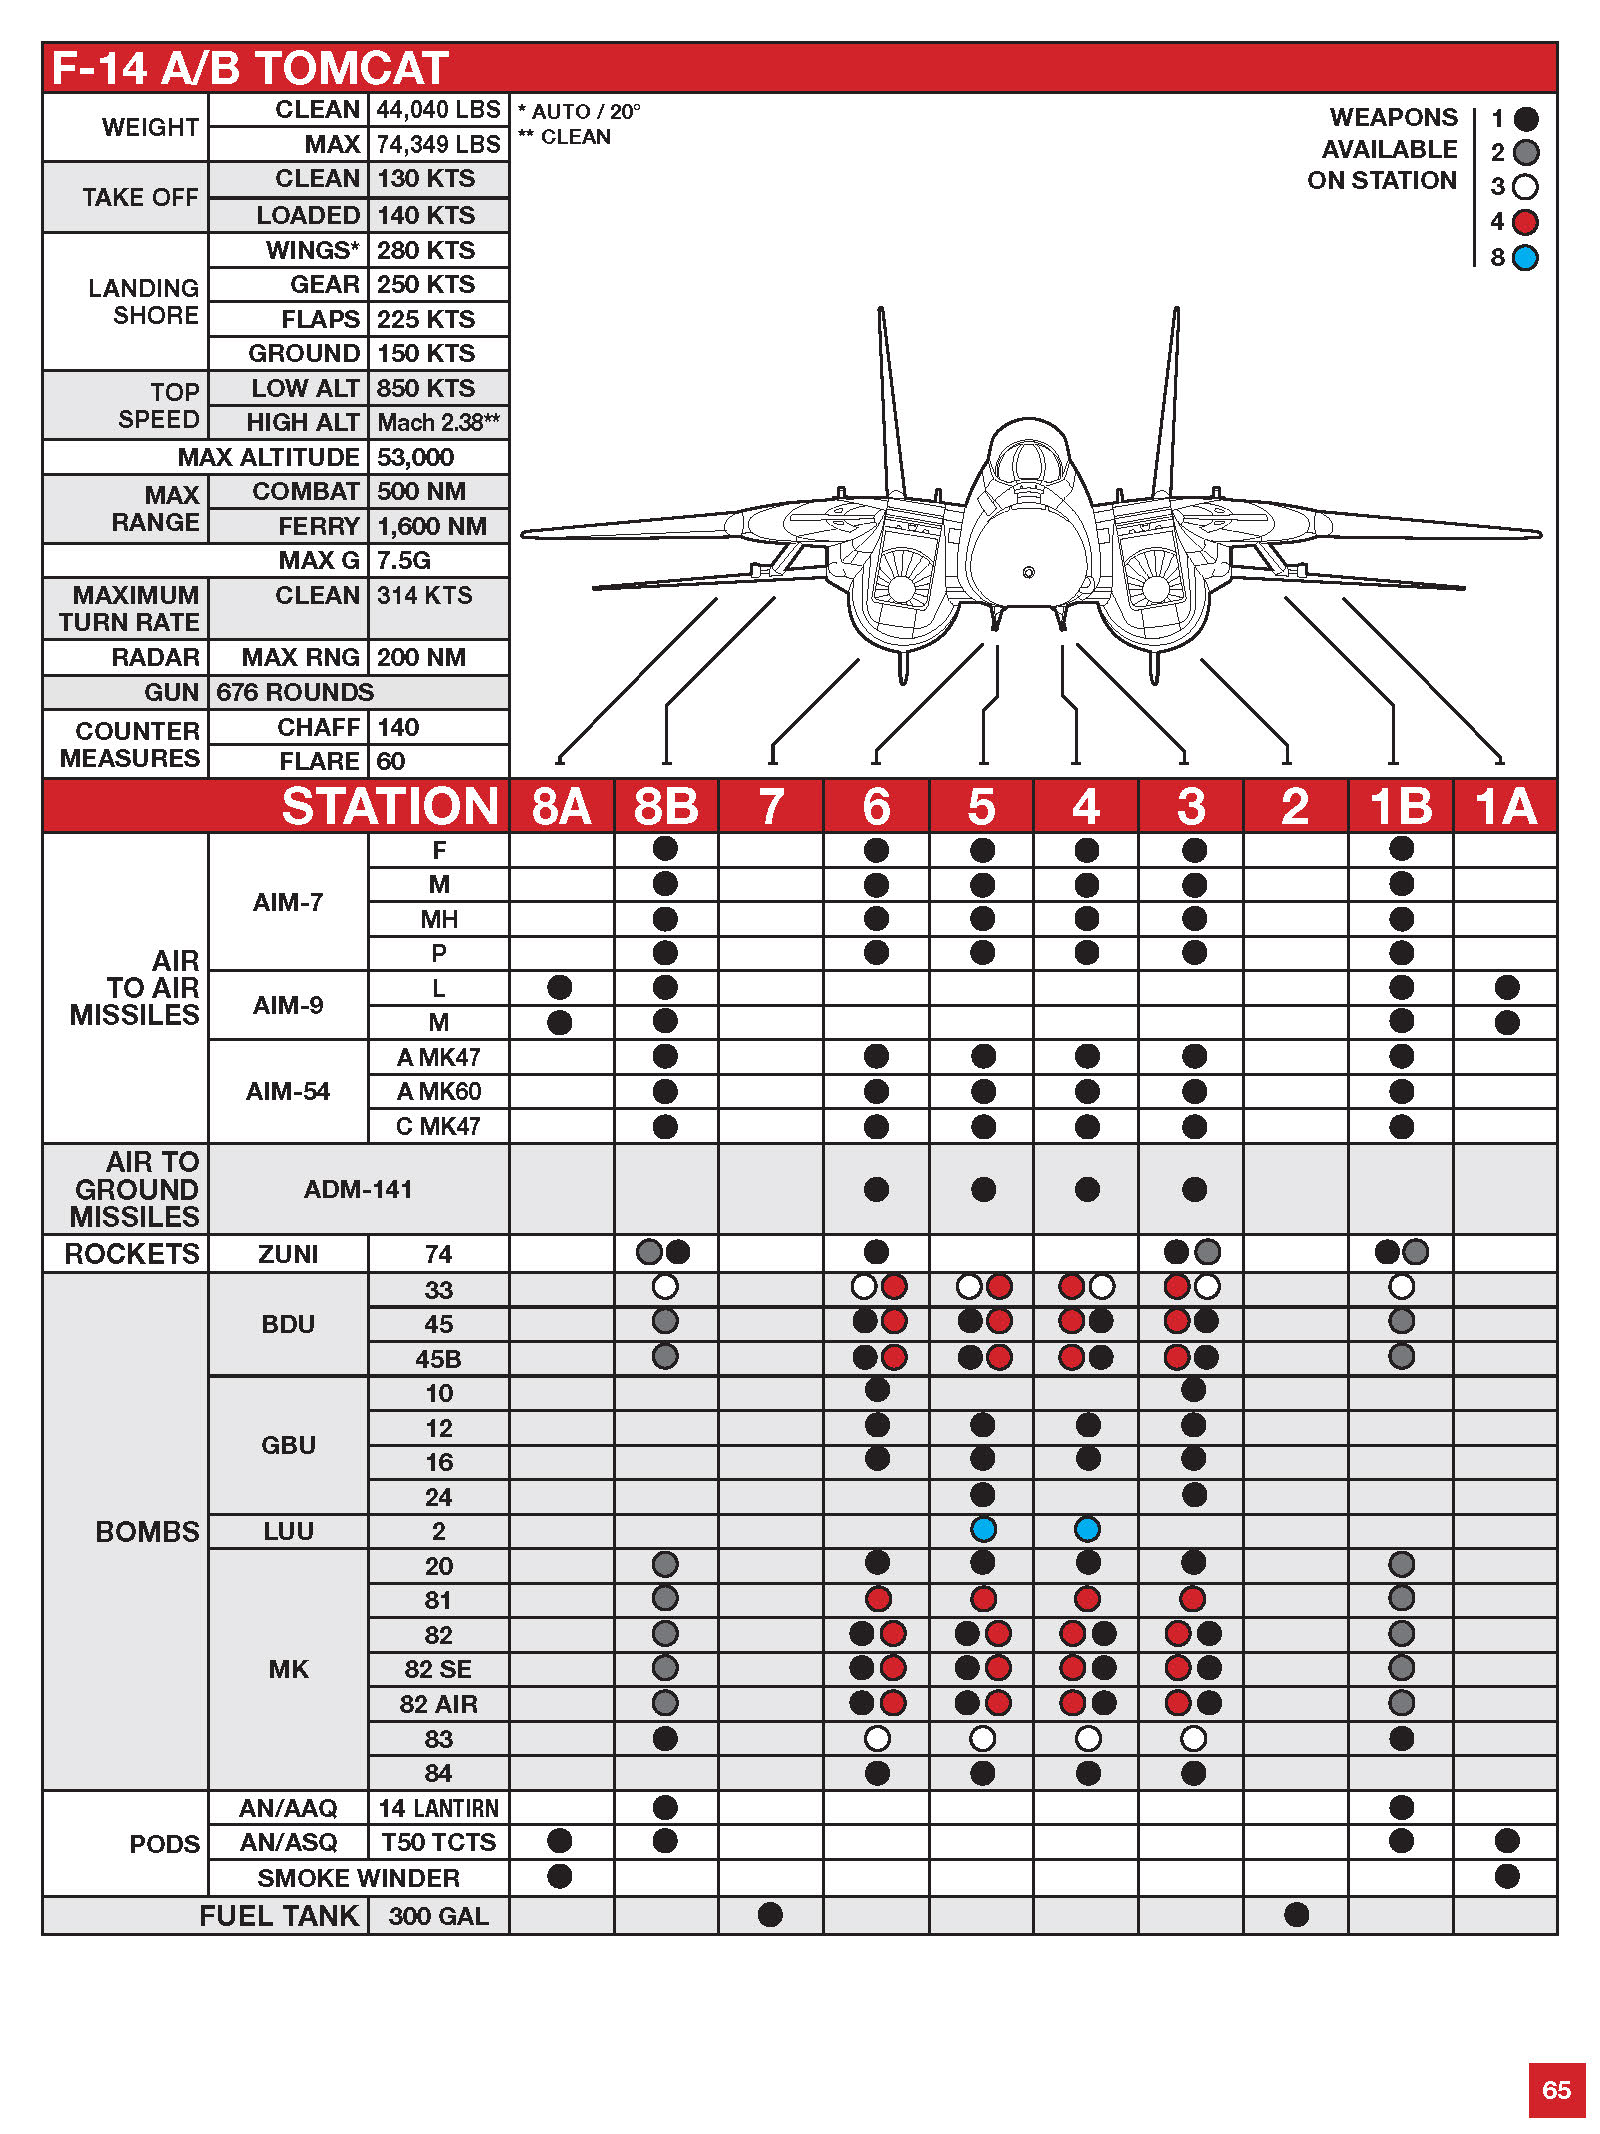 F-14 A/B TOMCAT
WEIGHT
CLEAN 44,040 LBS
MAX 74,349 LBS
* AUTO / 20°
** CLEAN
WEAPONS
AVAILABLE
ON STATION
1
2
3
4
8
TAKE OFF
CLEAN 130 KTS
LOADED 140 KTS
LANDING
SHORE
WINGS* 280 KTS
GEAR 250 KTS
FLAPS 225 KTS
GROUND 150 KTS
TOP
SPEED
LOW ALT 850 KTS
HIGH ALT Mach 2.38**
MAX ALTITUDE 53,000
MAX
RANGE
COMBAT 500 NM
FERRY 1,600 NM
MAX G 7.5G
MAXIMUM
TURN RATE
CLEAN 314 KTS
RADAR MAX RNG 200 NM
GUN 676 ROUNDS
COUNTER
MEASURES
CHAFF 140
FLARE 60
STATION 8A 8B 7 6 5 4 3 2 1B 1A
AIR
TO AIR
MISSILES
AIM-7
F
M
MH
P
AIM-9
L
M
AIM-54
A MK47
A MK60
C MK47
AIR TO
GROUND
MISSILES
ADM-141
ROCKETS ZUNI 74
BOMBS
BDU
33
45
45B
GBU
10
12
16
24
LUU 2
MK
20
81
82
82 SE
82 AIR
83
84
PODS
AN/AAQ 14 LANTIRN
AN/ASQ T50 TCTS
SMOKE WINDER
FUEL TANK 300 GAL
65